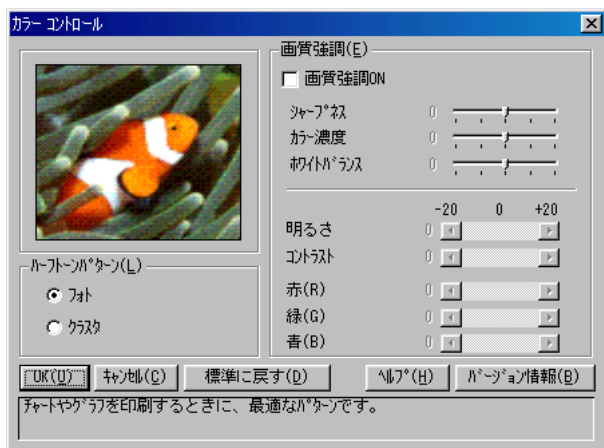 カラー コントロール
画質強調(E)
画質強調ON
シャープネス 0
カラー濃度 0
ホワイトバランス 0
-20 0 +20
明るさ 0
コントラスト 0
赤(R) 0
緑(G) 0
青(B) 0
ハーフトーンパターン(L)
フォト
クラスタ
OK(O) キャンセル(C) 標準に戻す(D) ヘルプ(H) バージョン情報(B)
チャートやグラフを印刷するときに、最適なパターンです。